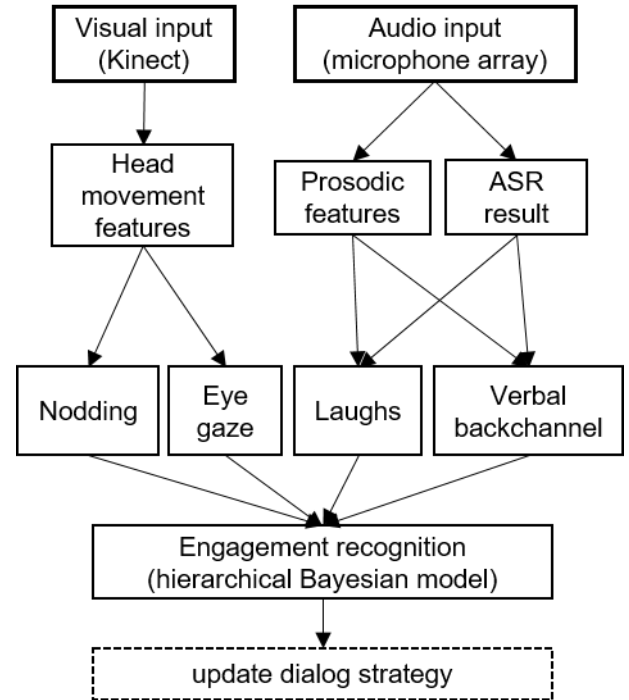 Visual input
(Kinect)
Audio input
(microphone array)
Head
movement
features
Prosodic
features
ASR
result
Nodding
Eye
gaze
Laughs
Verbal
backchannel
Engagement recognition
(hierarchical Bayesian model)
update dialog strategy